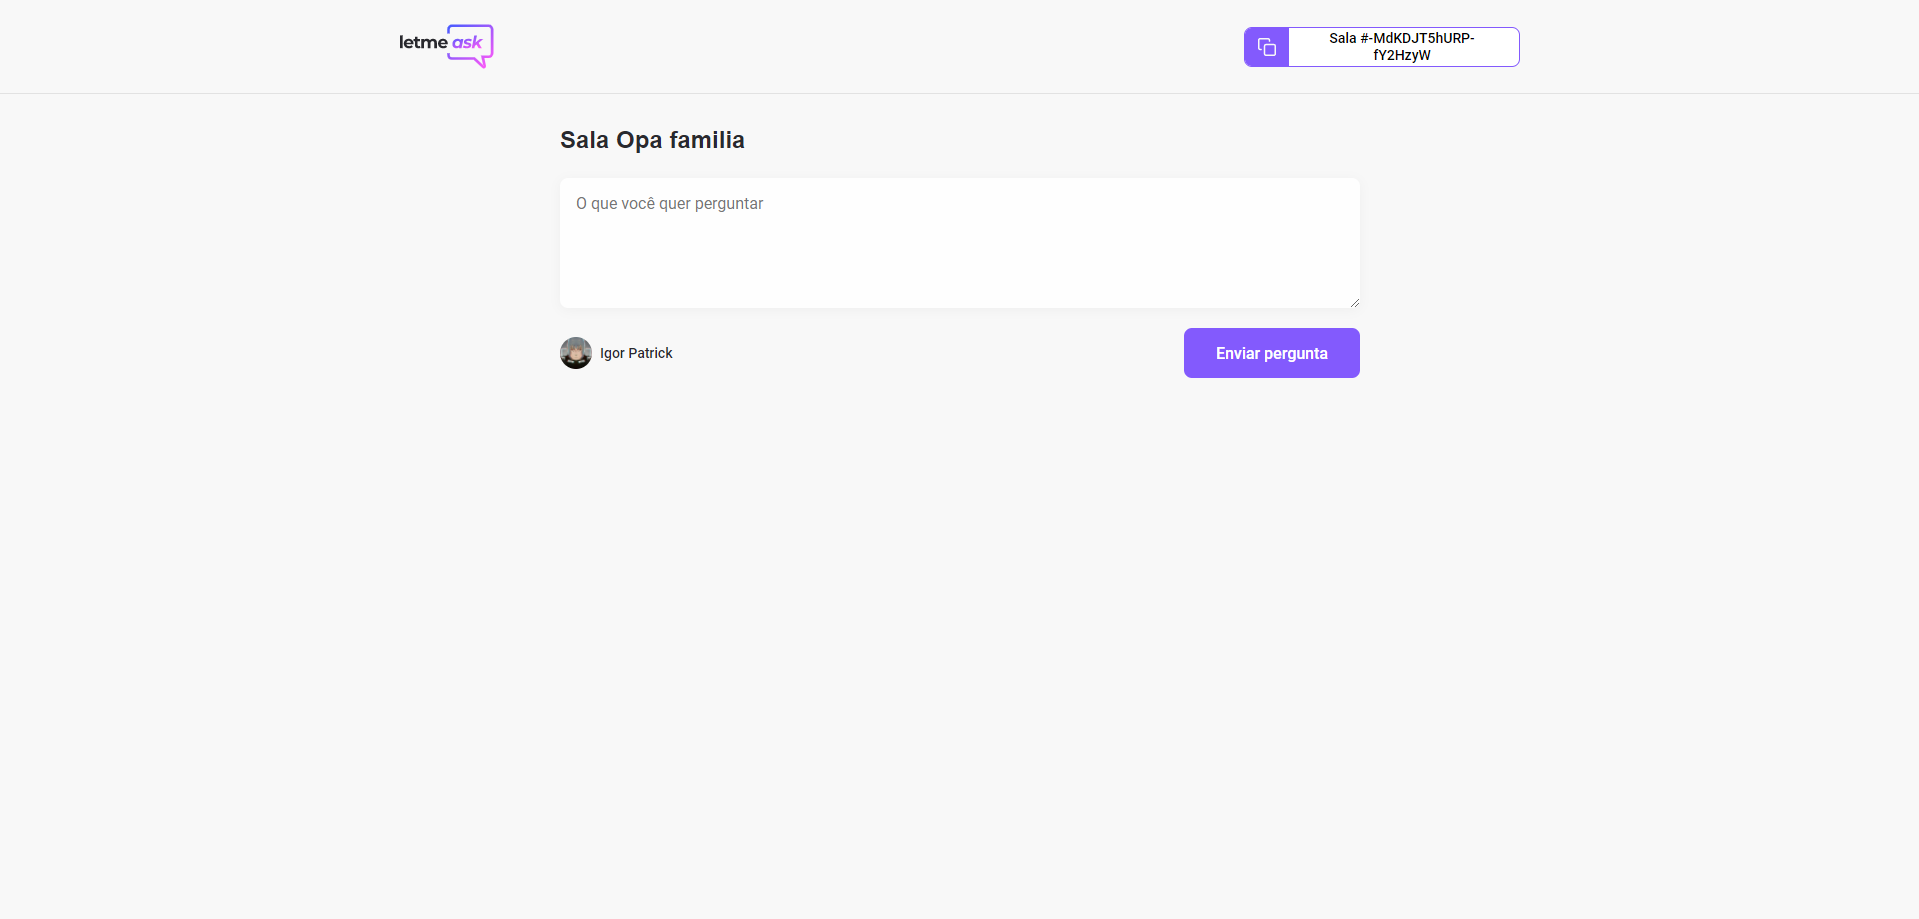 letme ask
Sala #-MdKDJT5hURP-
fY2HzyW
Sala Opa familia
O que você quer perguntar
Igor Patrick
Enviar pergunta